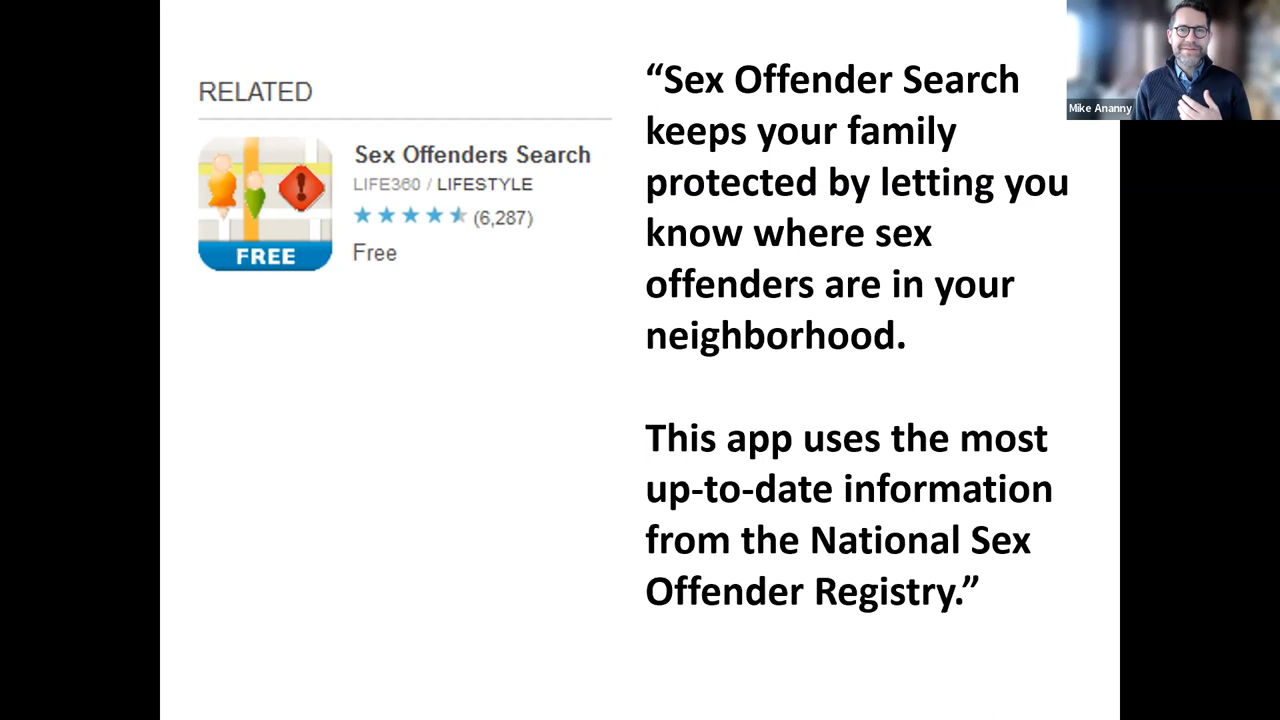 RELATED
Sex Offenders Search
LIFE360 / LIFESTYLE
(6,287)
Free
FREE
“Sex Offender Search
keeps your family
protected by letting you
know where sex
offenders are in your
neighborhood.
This app uses the most
up-to-date information
from the National Sex
Offender Registry.”
Mike Ananny